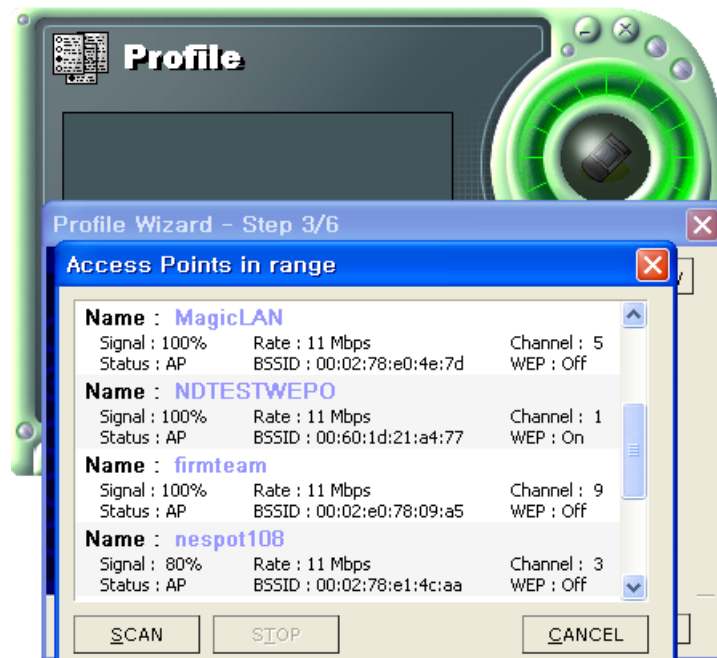 Profile
Profile Wizard - Step 3/6
Access Points in range
Name : MagicLAN
Signal : 100% Rate : 11 Mbps Channel : 5
Status : AP BSSID : 00:02:78:e0:4e:7d WEP : Off
Name : NDTESTWEPO
Signal : 100% Rate : 11 Mbps Channel : 1
Status : AP BSSID : 00:60:1d:21:a4:77 WEP : On
Name : firmteam
Signal : 100% Rate : 11 Mbps Channel : 9
Status : AP BSSID : 00:02:e0:78:09:a5 WEP : Off
Name : nespot108
Signal : 80% Rate : 11 Mbps Channel : 3
Status : AP BSSID : 00:02:78:e1:4c:aa WEP : Off
SCAN STOP CANCEL